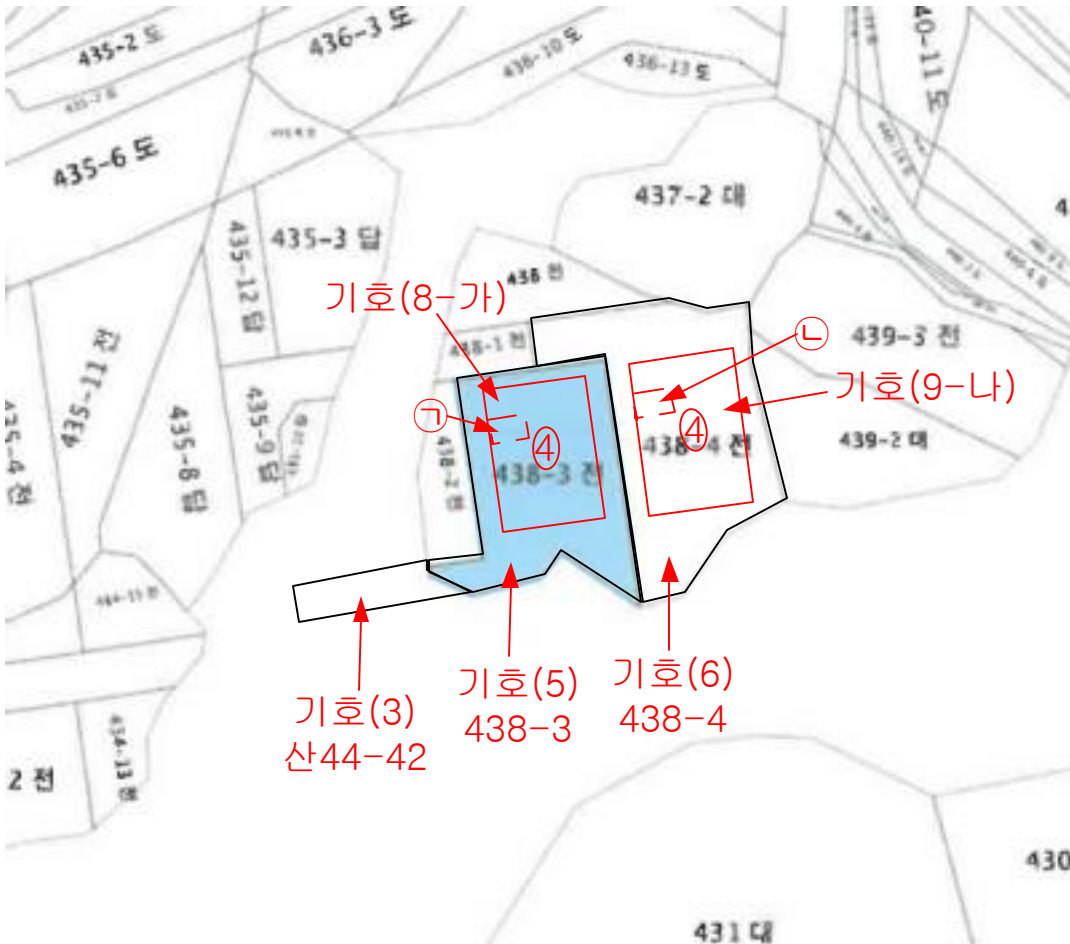 435-2 도
436-3 도
436-10 도
436-13 도
40-11 도
435-6 도
437-2 대
435-12 답
435-3 답
438 전
기호(8-가)
438-1 전
㉡
439-3 전
435-11 전
기호(9-나)
㉠
④
④
435-4 전
435-8 답
435-9 답
438-2 전
438-3 전
438-4 전
439-2 대
기호(3)
산44-42
기호(5)
438-3
기호(6)
438-4
2 전
434-13 전
430
431 대